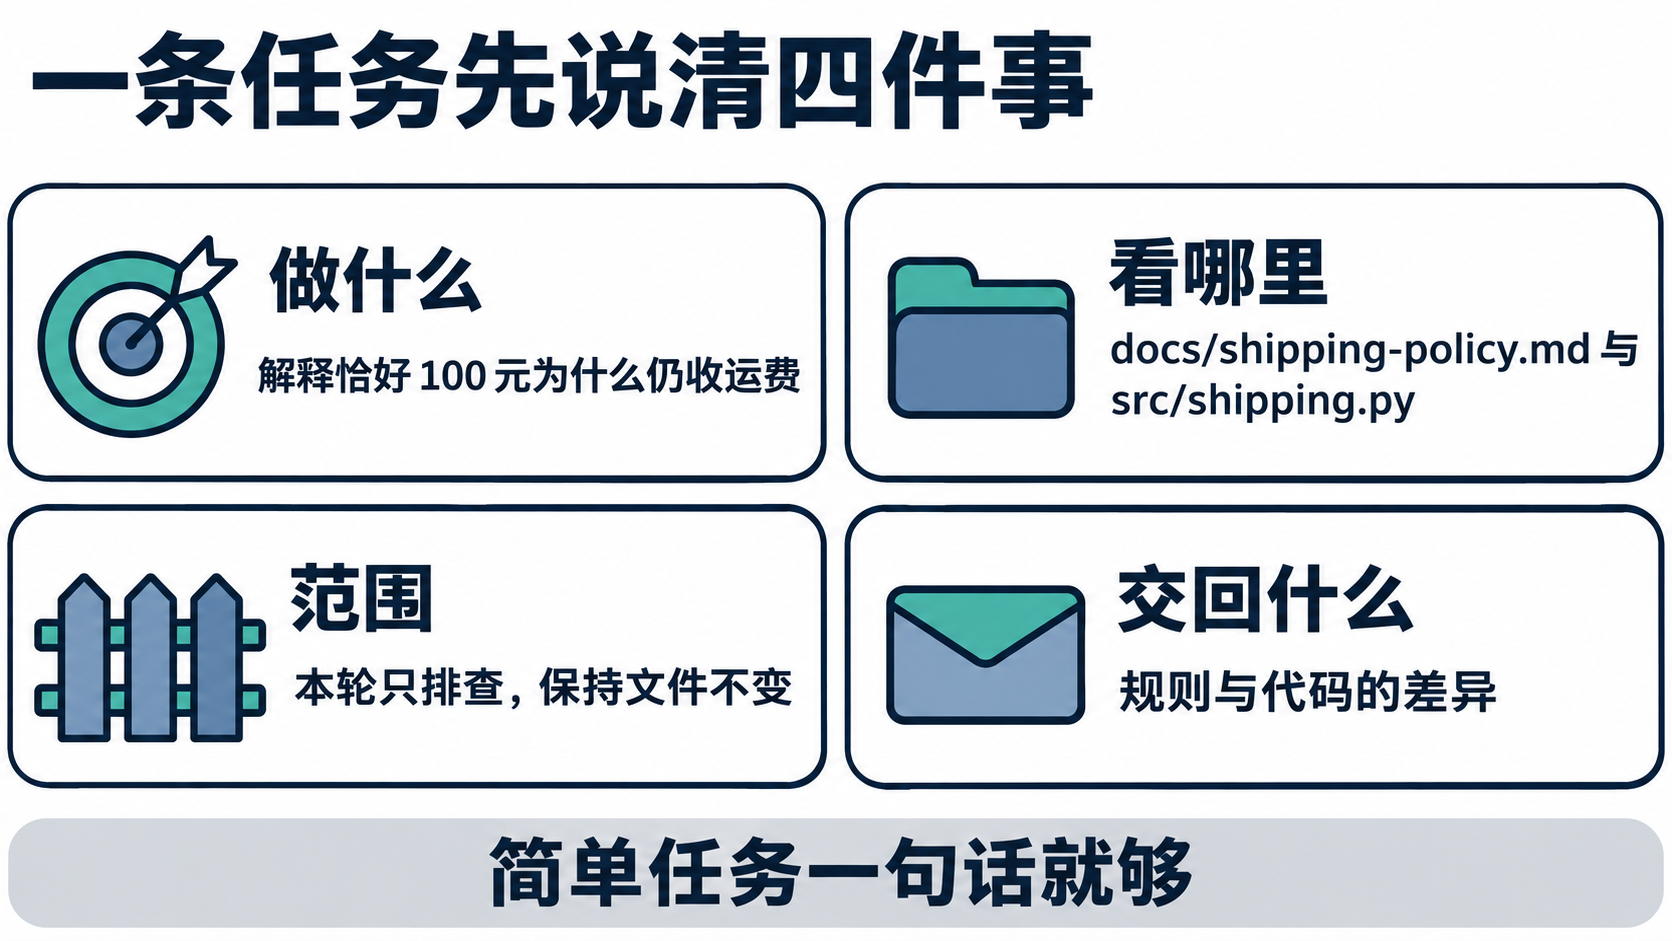 一条任务先说清四件事
做什么
解释恰好 100 元为什么仍收运费
看哪里
docs/shipping-policy.md 与
src/shipping.py
范围
本轮只排查，保持文件不变
交回什么
规则与代码的差异
简单任务一句话就够